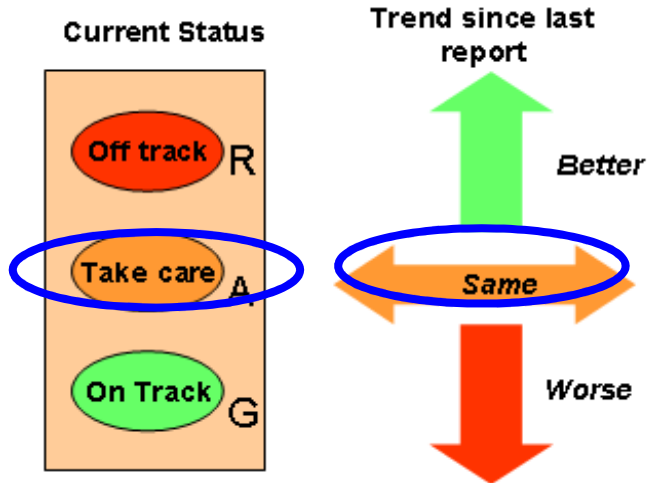 Current Status
Off track R
Take care A
On Track G
Trend since last
report
Better
Same
Worse